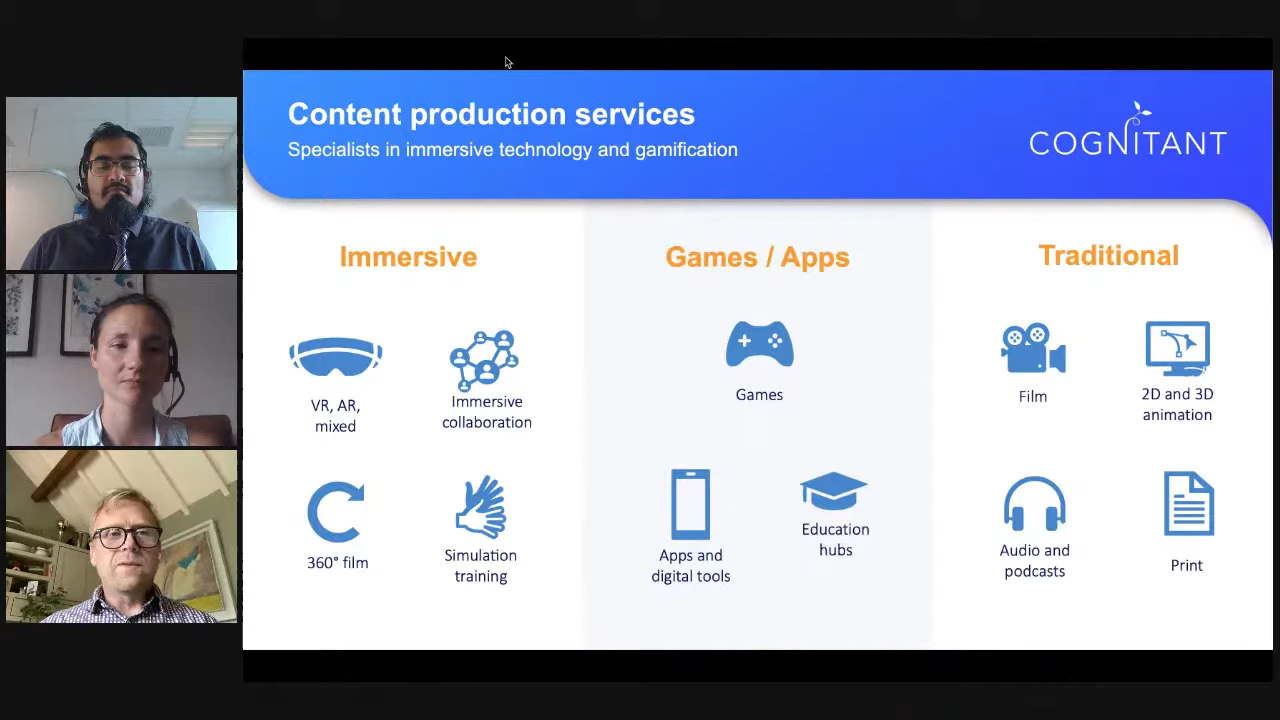 Content production services
Specialists in immersive technology and gamification
COGNITANT
Immersive
VR, AR,
mixed
Immersive
collaboration
360° film
Simulation
training
Games / Apps
Games
Apps and
digital tools
Education
hubs
Traditional
Film
2D and 3D
animation
Audio and
podcasts
Print